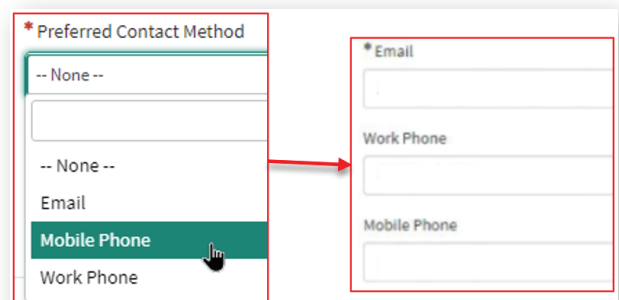 * Preferred Contact Method
-- None --
-- None --
Email
Mobile Phone
Work Phone
* Email
Work Phone
Mobile Phone